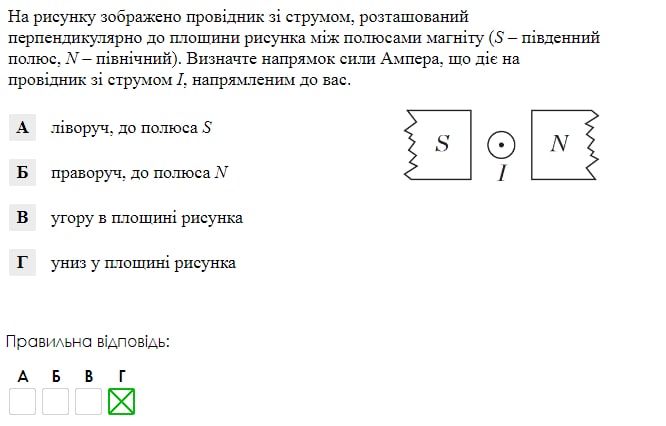 На рисунку зображено провідник зі струмом, розташований
перпендикулярно до площини рисунка між полюсами магніту (S – південний
полюс, N – північний). Визначте напрямок сили Ампера, що діє на
провідник зі струмом I, напрямленим до вас.
А ліворуч, до полюса S
Б праворуч, до полюса N
В угору в площині рисунка
Г униз у площині рисунка
S N
I
Правильна відповідь:
А Б В Г